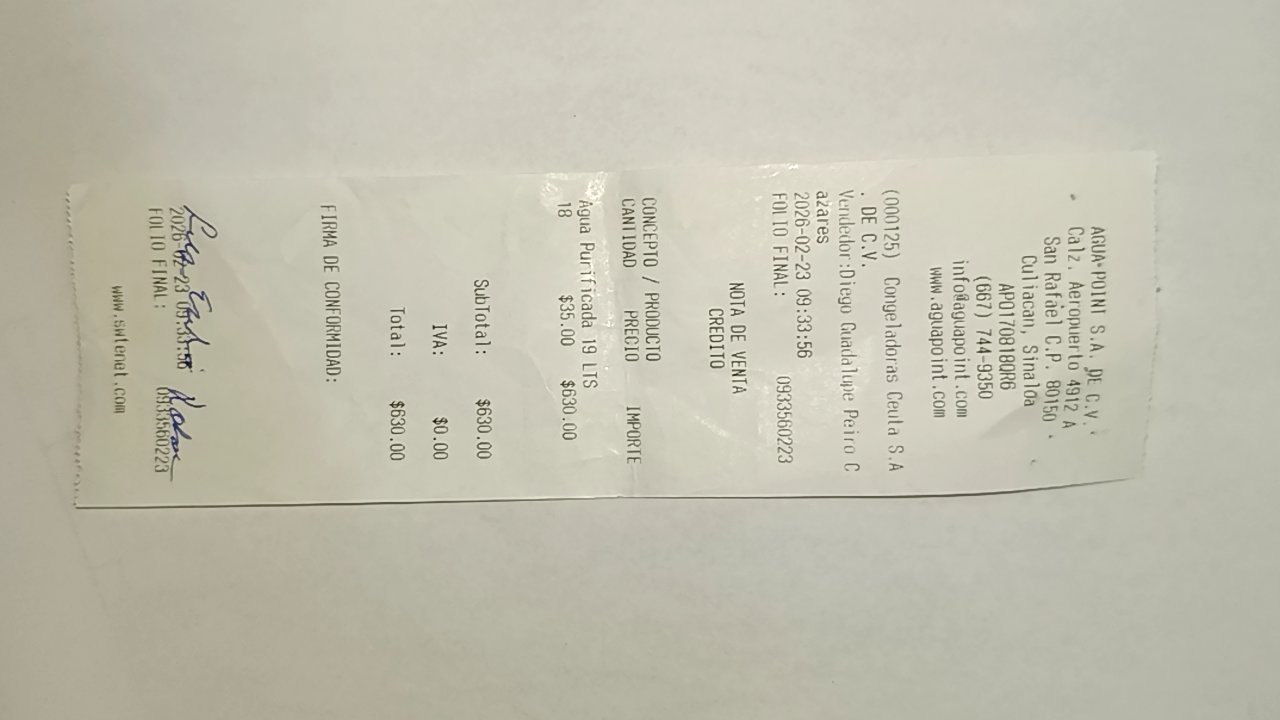 AGUA-POINT S.A. DE C.V.
Calz. Aeropuerto 4912 A
San Rafael C.P. 80150
Culiacan, Sinaloa
APO1708180R6
(667) 744-9350
info@aguapoint.com
www.aguapoint.com
(000125) Congeladoras Ceuta S.A
. DE C.V.
Vendedor:Diego Guadalupe Peiro C
azares
2026-02-23 09:33:56
FOLIO FINAL: 0933560223
NOTA DE VENTA
CREDITO
CONCEPTO / PRODUCTO
CANTIDAD PRECIO IMPORTE
Agua Purificada 19 LTS
18 $35.00 $630.00
SubTotal: $630.00
IVA: $0.00
Total: $630.00
FIRMA DE CONFORMIDAD:
2026-02-23 09:33:56
FOLIO FINAL: 0933560223
www.swtenet.com